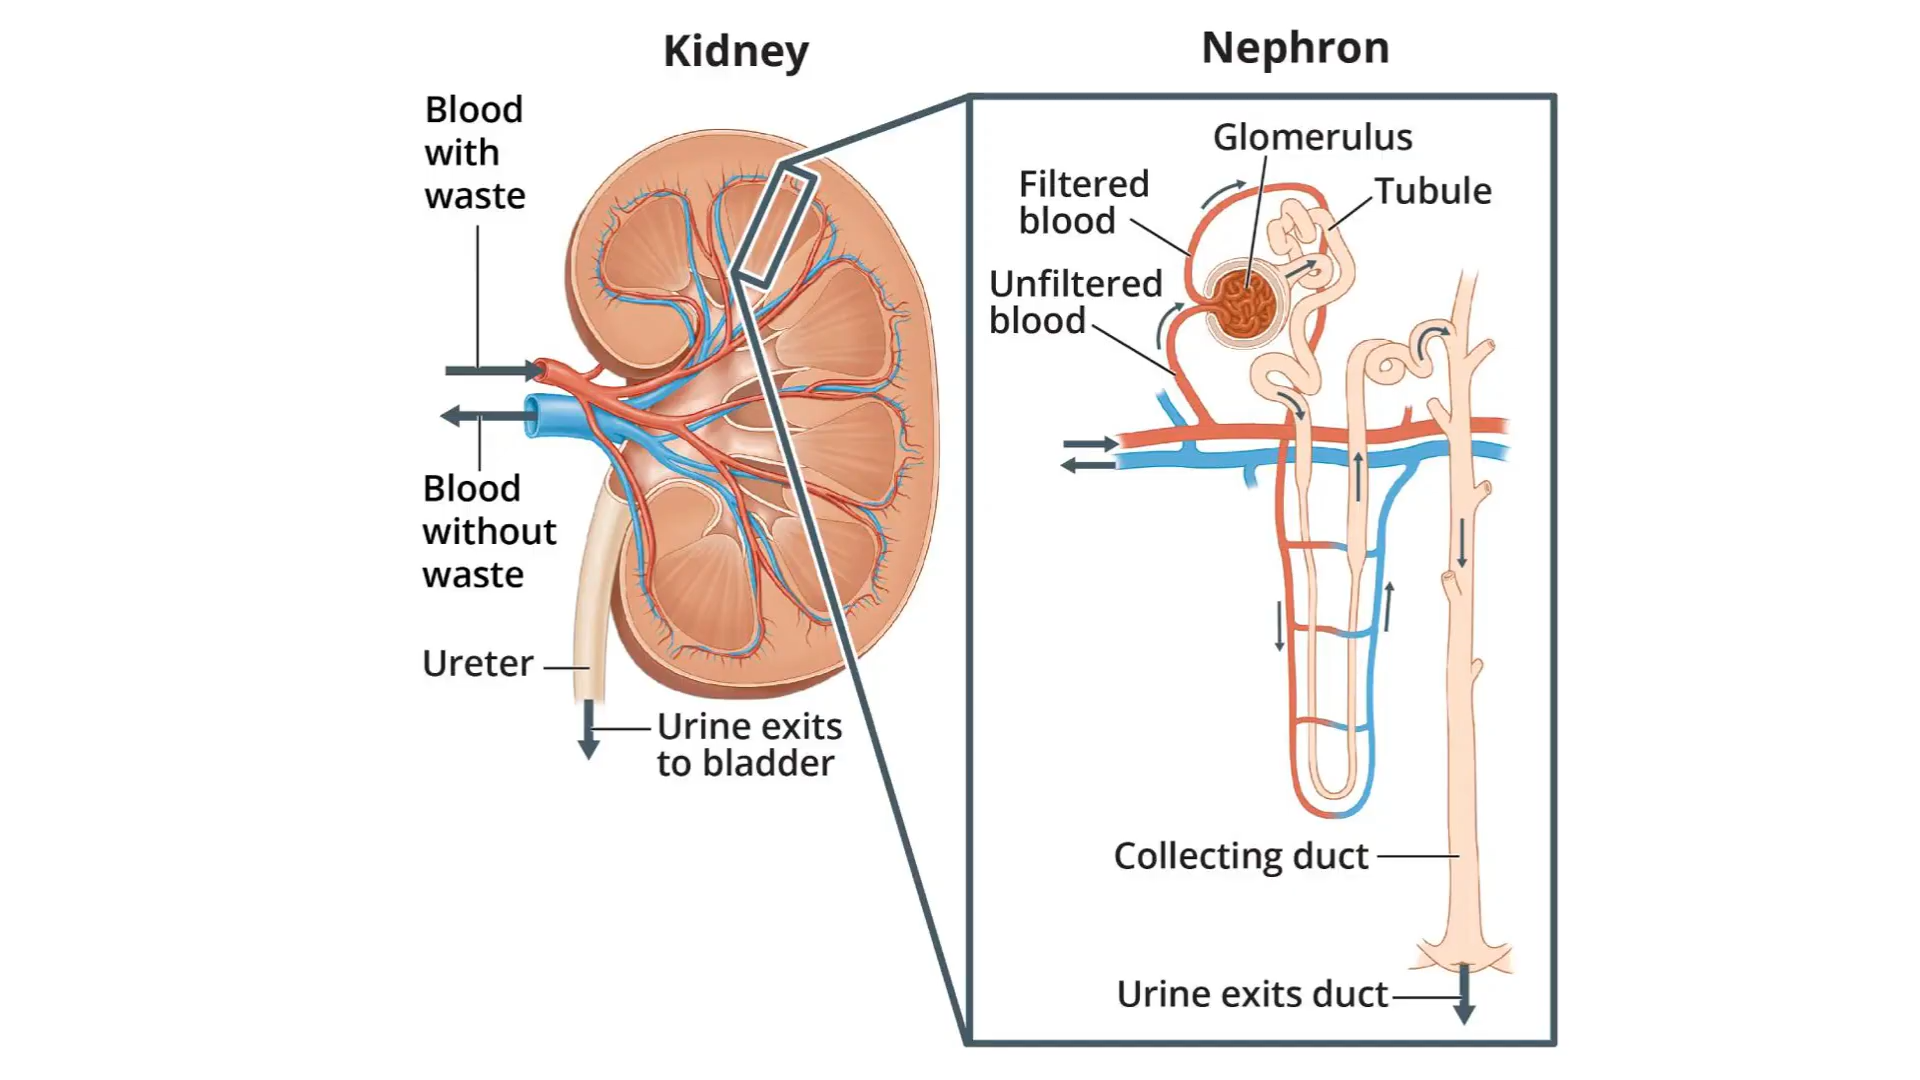 Kidney
Blood
with
waste
Blood
without
waste
Ureter
Urine exits
to bladder
Nephron
Glomerulus
Filtered
blood
Tubule
Unfiltered
blood
Collecting duct
Urine exits duct